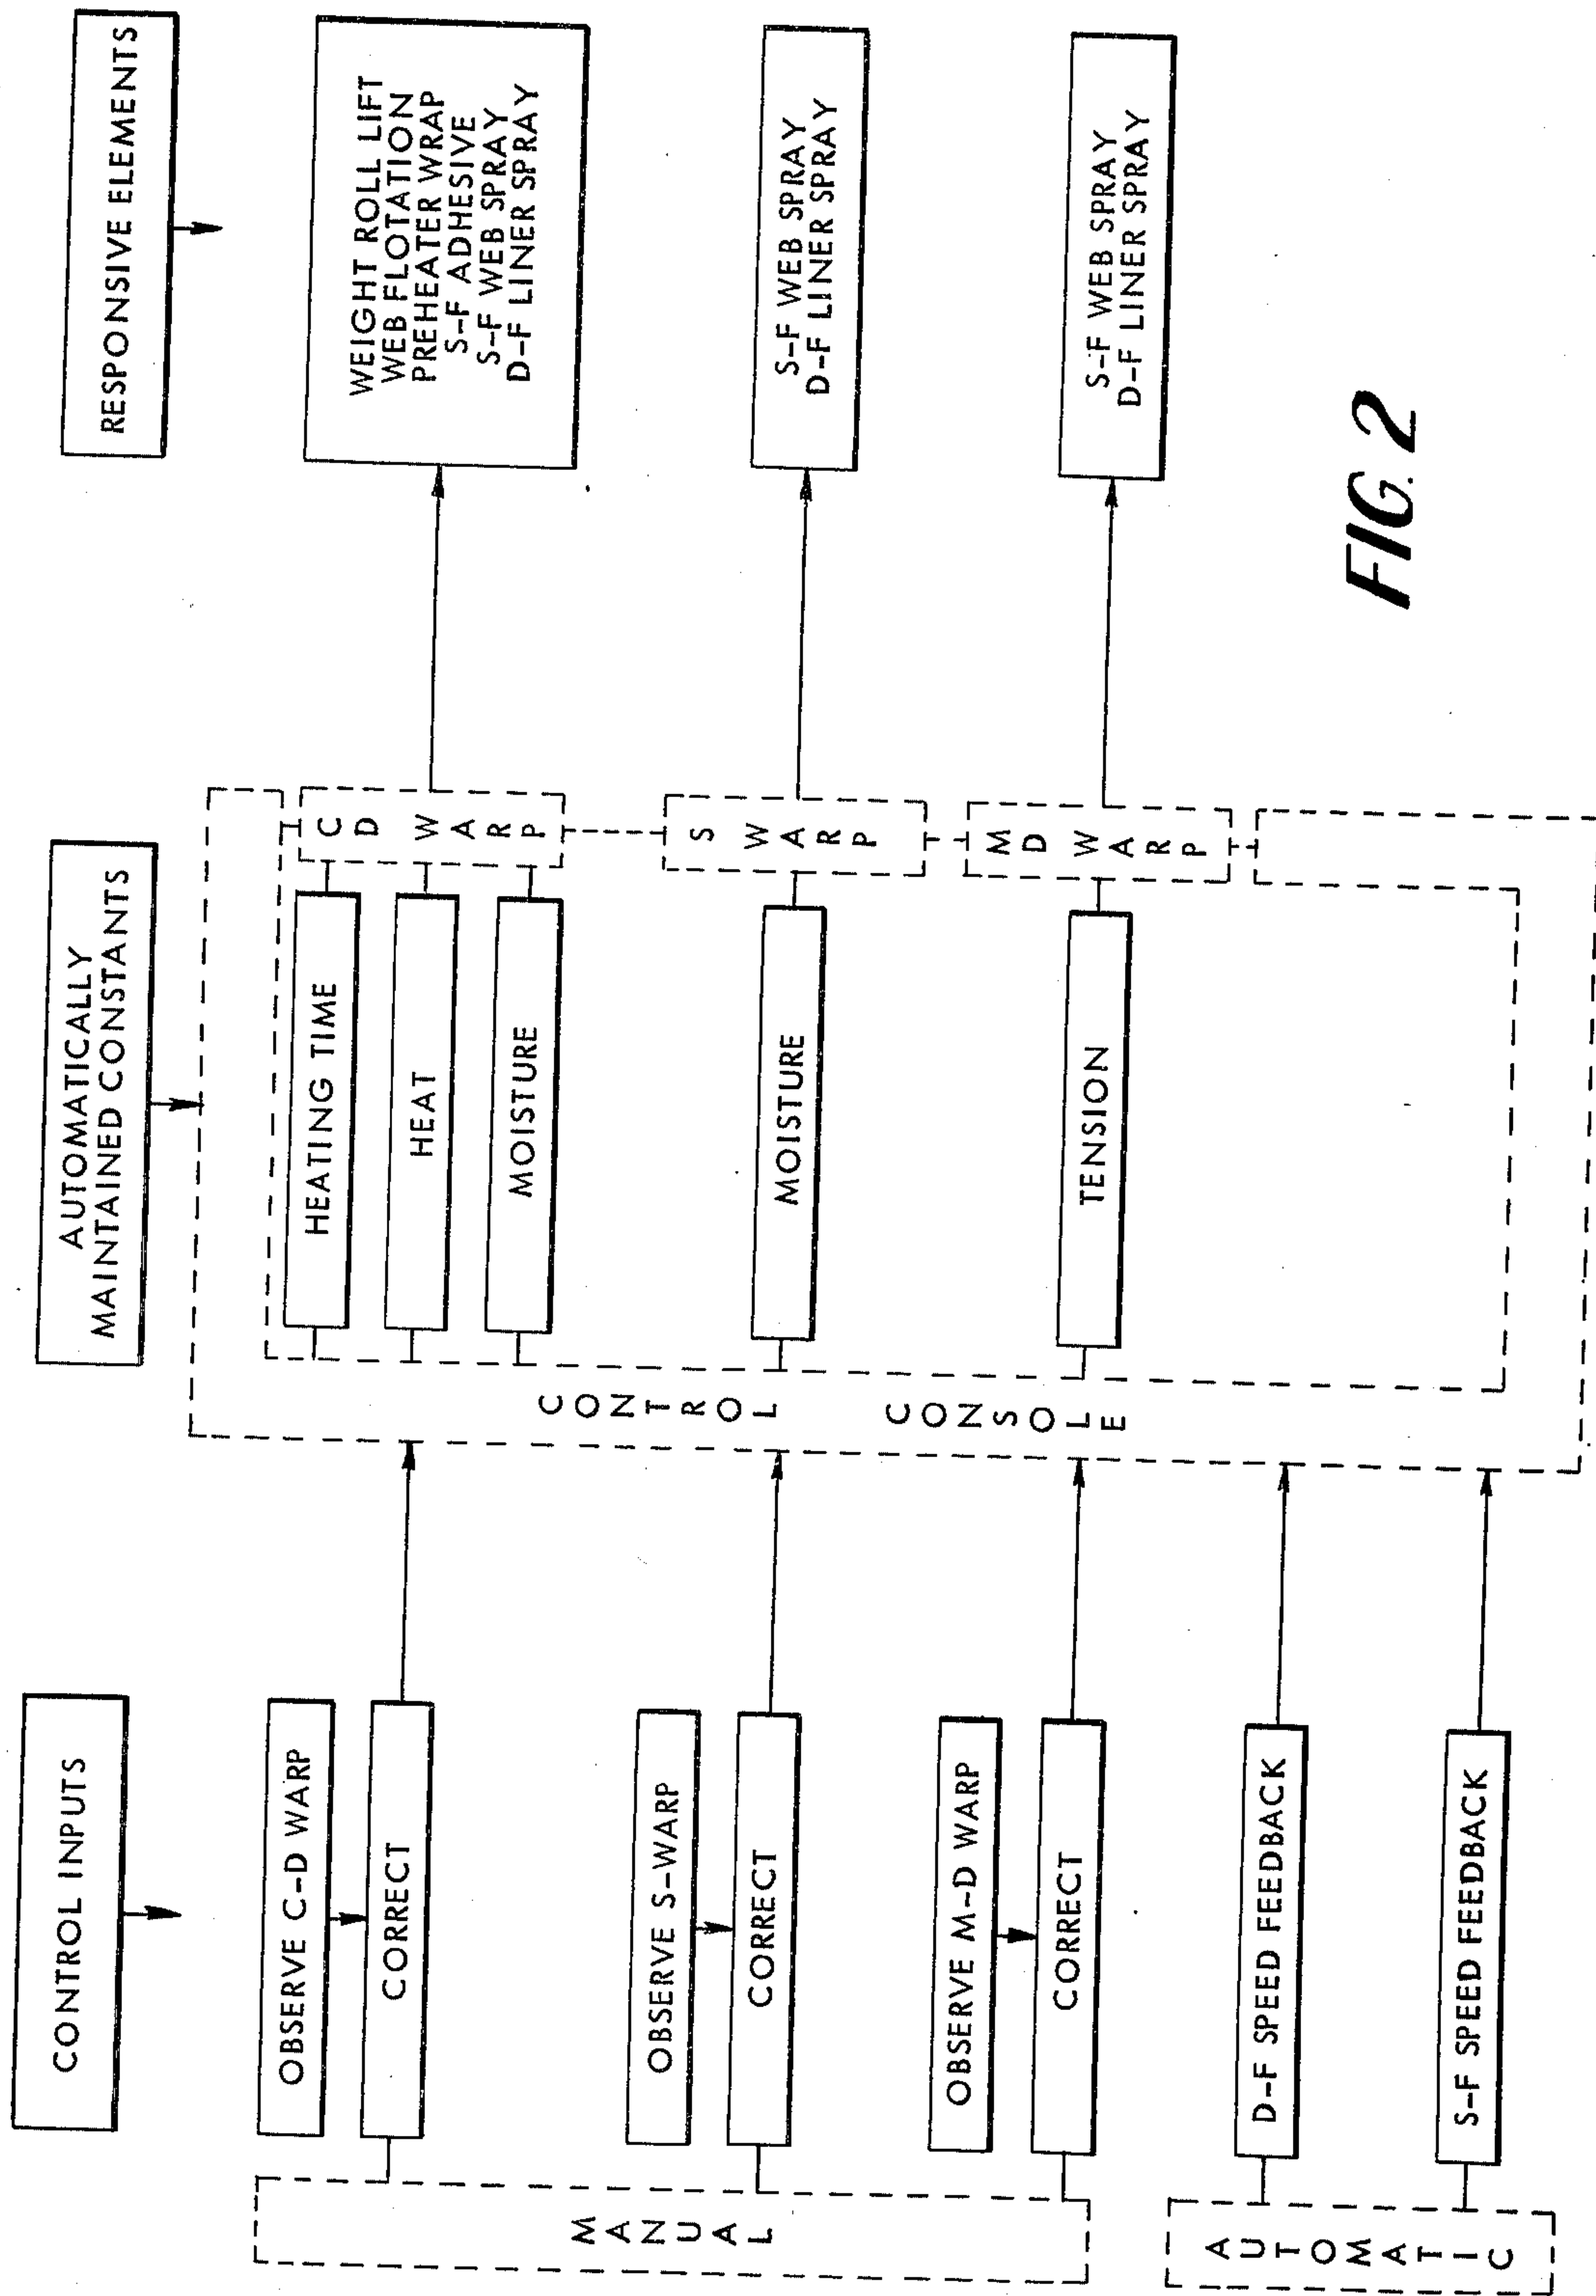 CONTROL INPUTS
AUTOMATICALLY
MAINTAINED CONSTANTS
RESPONSIVE ELEMENTS
MANUAL
OBSERVE C-D WARP
CORRECT
OBSERVE S-WARP
CORRECT
OBSERVE M-D WARP
CORRECT
AUTOMATIC
D-F SPEED FEEDBACK
S-F SPEED FEEDBACK
CONTROL CONSOLE
HEATING TIME
HEAT
MOISTURE
CD WARP
WEIGHT ROLL LIFT
WEB FLOTATION
PREHEATER WRAP
S-F ADHESIVE
S-F WEB SPRAY
D-F LINER SPRAY
MOISTURE
S WARP
S-F WEB SPRAY
D-F LINER SPRAY
TENSION
MD WARP
S-F WEB SPRAY
D-F LINER SPRAY
FIG. 2